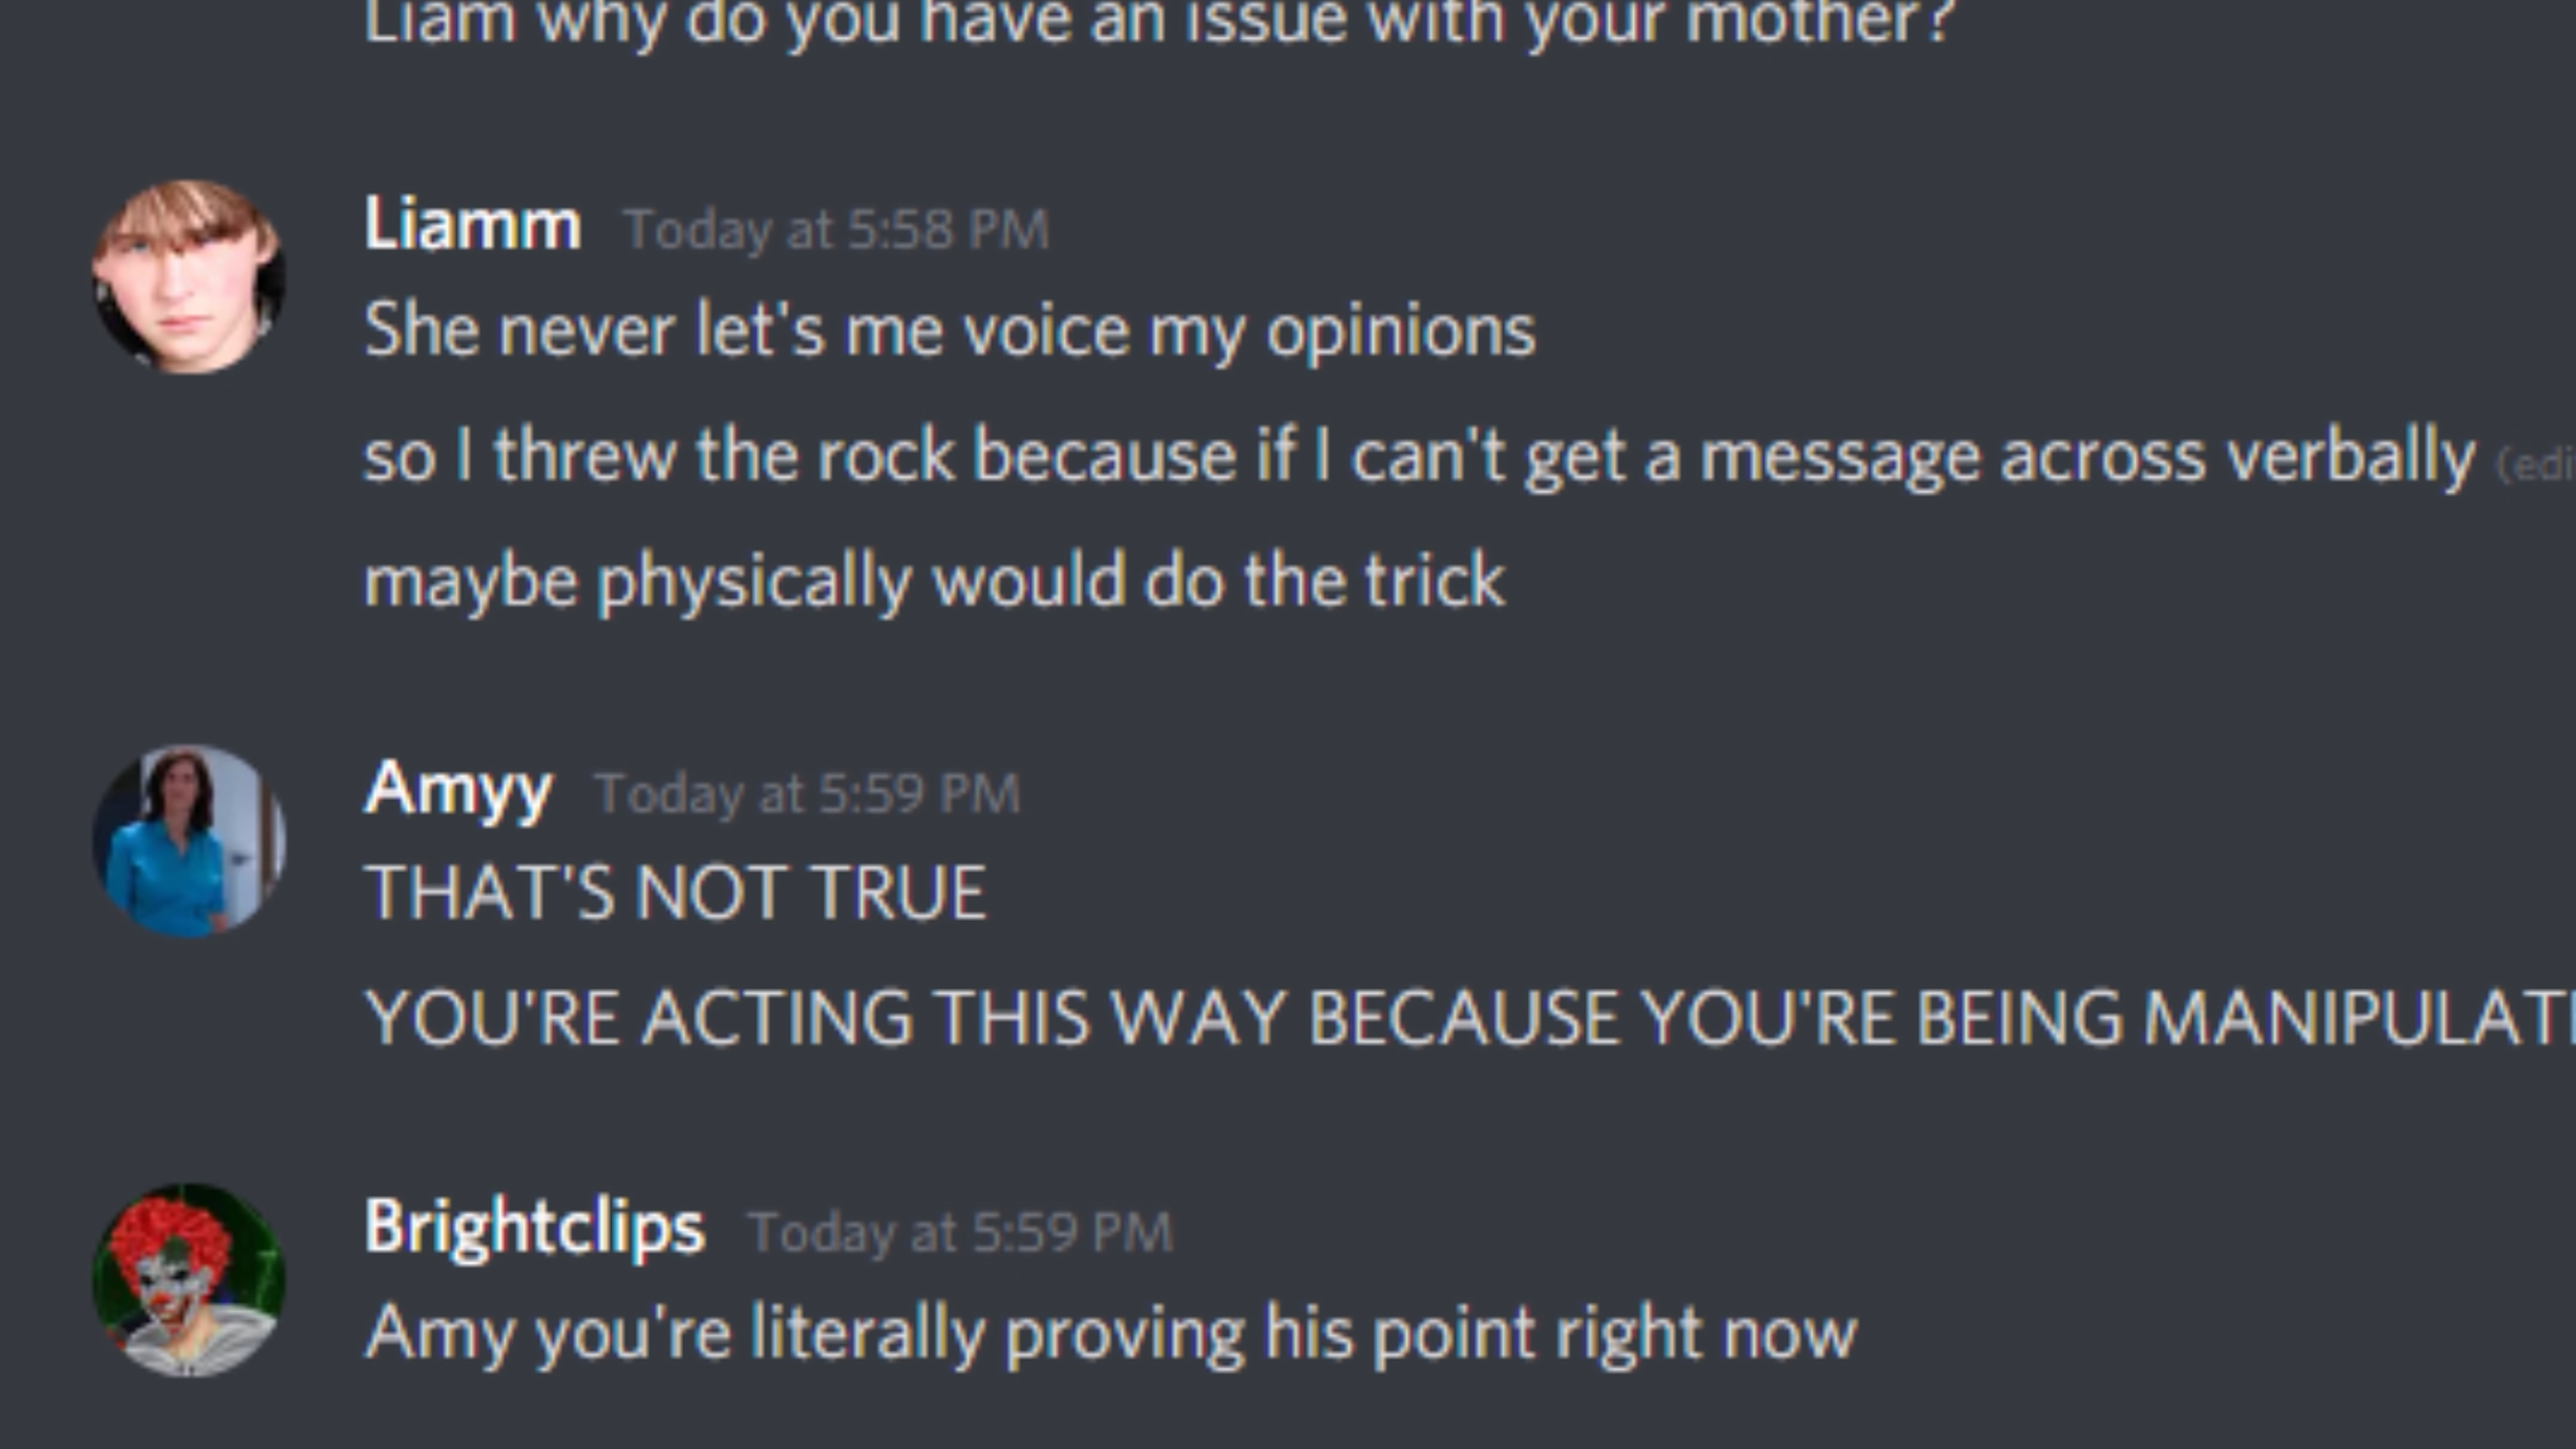 Liam why do you have an issue with your mother?
Liamm Today at 5:58 PM
She never let's me voice my opinions
so I threw the rock because if I can't get a message across verbally (edi
maybe physically would do the trick
Amyy Today at 5:59 PM
THAT'S NOT TRUE
YOU'RE ACTING THIS WAY BECAUSE YOU'RE BEING MANIPULAT
Brightclips Today at 5:59 PM
Amy you're literally proving his point right now